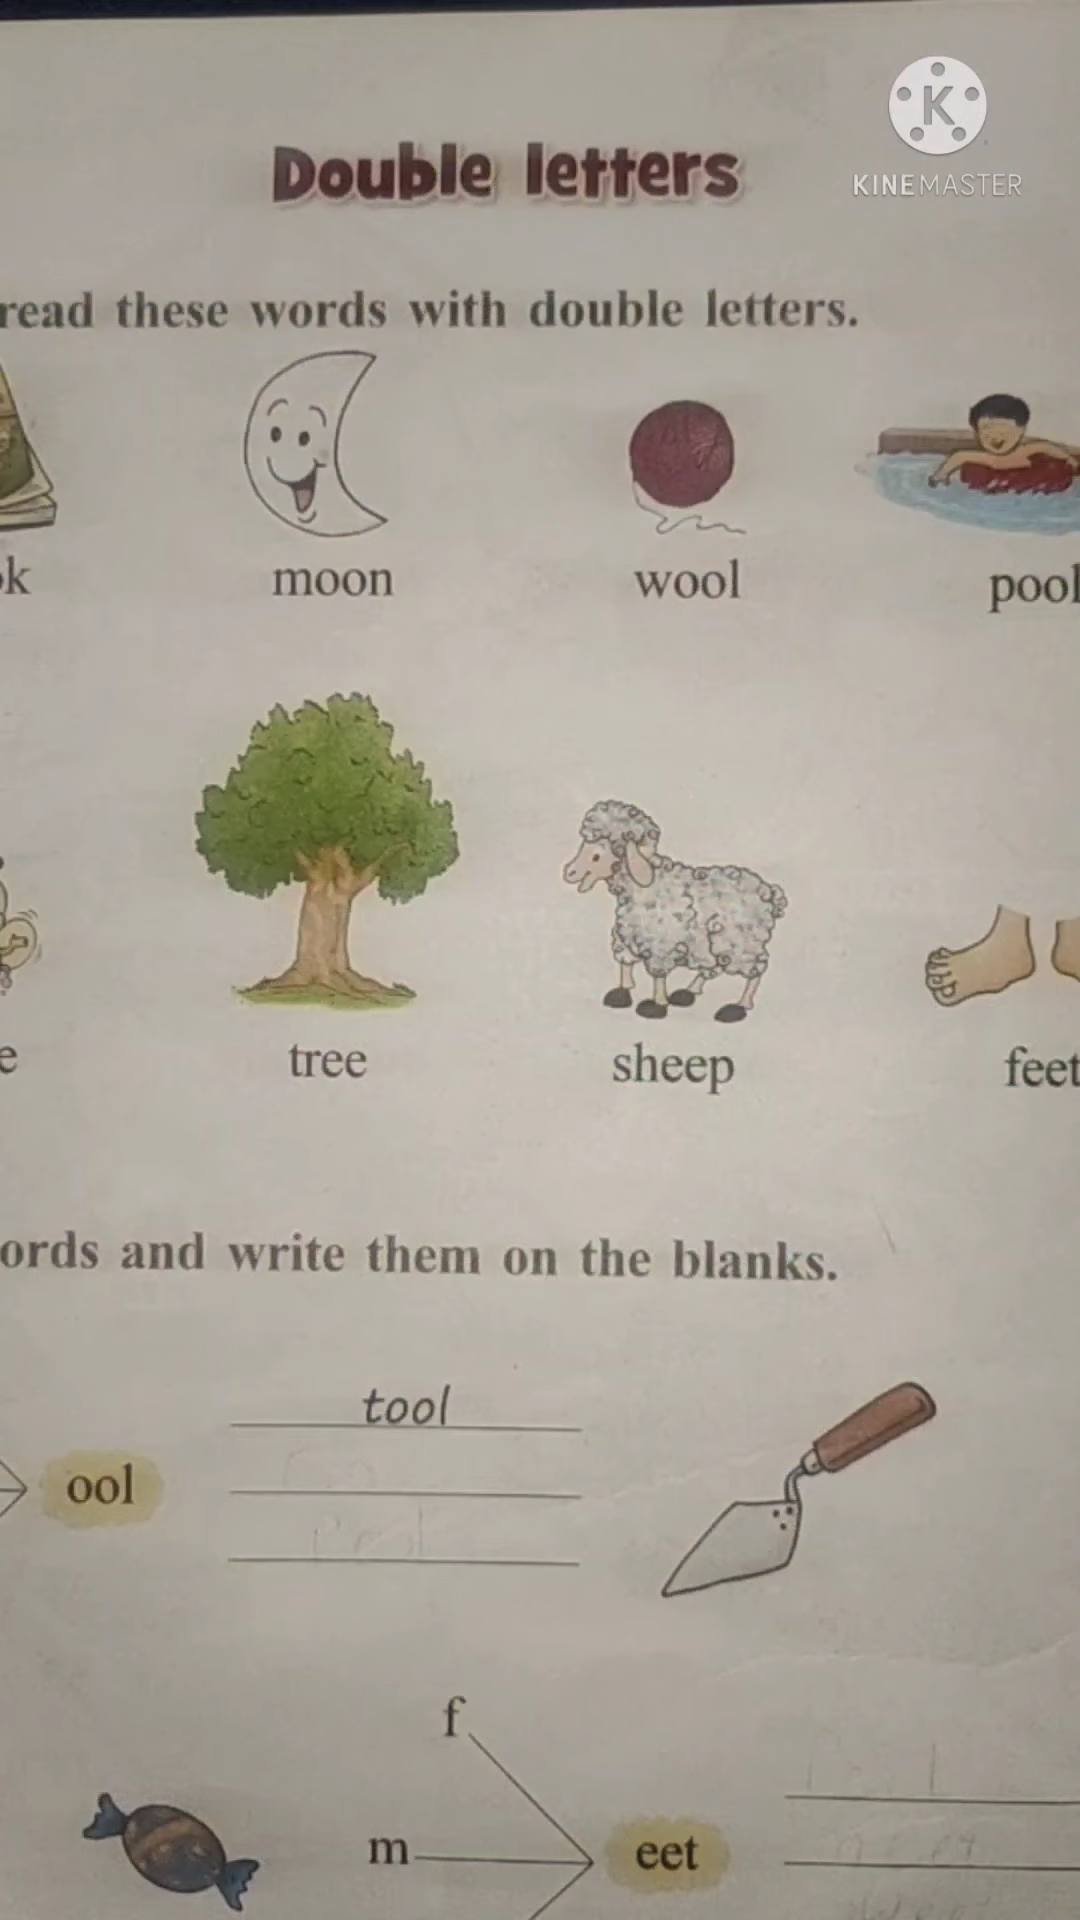 KINEMASTER
Double letters
read these words with double letters.
k moon wool pool
e tree sheep feet
ords and write them on the blanks.
tool
ool
f
m eet